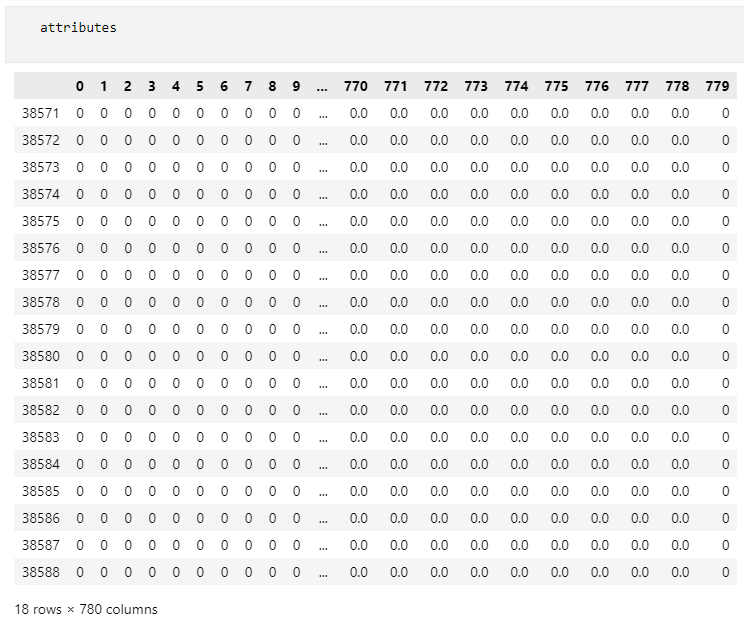 attributes
0 1 2 3 4 5 6 7 8 9 ... 770 771 772 773 774 775 776 777 778 779
38571 0 0 0 0 0 0 0 0 0 0 ... 0.0 0.0 0.0 0.0 0.0 0.0 0.0 0.0 0.0 0
38572 0 0 0 0 0 0 0 0 0 0 ... 0.0 0.0 0.0 0.0 0.0 0.0 0.0 0.0 0.0 0
38573 0 0 0 0 0 0 0 0 0 0 ... 0.0 0.0 0.0 0.0 0.0 0.0 0.0 0.0 0.0 0
38574 0 0 0 0 0 0 0 0 0 0 ... 0.0 0.0 0.0 0.0 0.0 0.0 0.0 0.0 0.0 0
38575 0 0 0 0 0 0 0 0 0 0 ... 0.0 0.0 0.0 0.0 0.0 0.0 0.0 0.0 0.0 0
38576 0 0 0 0 0 0 0 0 0 0 ... 0.0 0.0 0.0 0.0 0.0 0.0 0.0 0.0 0.0 0
38577 0 0 0 0 0 0 0 0 0 0 ... 0.0 0.0 0.0 0.0 0.0 0.0 0.0 0.0 0.0 0
38578 0 0 0 0 0 0 0 0 0 0 ... 0.0 0.0 0.0 0.0 0.0 0.0 0.0 0.0 0.0 0
38579 0 0 0 0 0 0 0 0 0 0 ... 0.0 0.0 0.0 0.0 0.0 0.0 0.0 0.0 0.0 0
38580 0 0 0 0 0 0 0 0 0 0 ... 0.0 0.0 0.0 0.0 0.0 0.0 0.0 0.0 0.0 0
38581 0 0 0 0 0 0 0 0 0 0 ... 0.0 0.0 0.0 0.0 0.0 0.0 0.0 0.0 0.0 0
38582 0 0 0 0 0 0 0 0 0 0 ... 0.0 0.0 0.0 0.0 0.0 0.0 0.0 0.0 0.0 0
38583 0 0 0 0 0 0 0 0 0 0 ... 0.0 0.0 0.0 0.0 0.0 0.0 0.0 0.0 0.0 0
38584 0 0 0 0 0 0 0 0 0 0 ... 0.0 0.0 0.0 0.0 0.0 0.0 0.0 0.0 0.0 0
38585 0 0 0 0 0 0 0 0 0 0 ... 0.0 0.0 0.0 0.0 0.0 0.0 0.0 0.0 0.0 0
38586 0 0 0 0 0 0 0 0 0 0 ... 0.0 0.0 0.0 0.0 0.0 0.0 0.0 0.0 0.0 0
38587 0 0 0 0 0 0 0 0 0 0 ... 0.0 0.0 0.0 0.0 0.0 0.0 0.0 0.0 0.0 0
38588 0 0 0 0 0 0 0 0 0 0 ... 0.0 0.0 0.0 0.0 0.0 0.0 0.0 0.0 0.0 0
18 rows × 780 columns